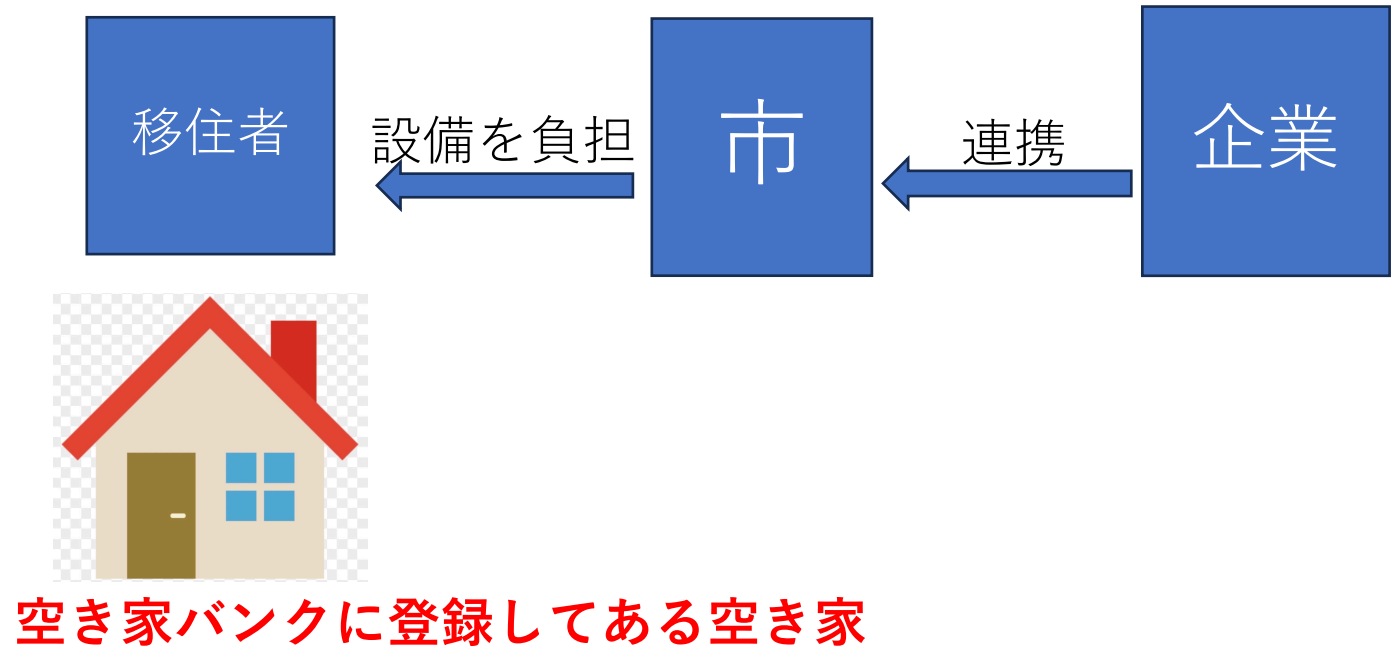 移住者
設備を負担
市
連携
企業
空き家バンクに登録してある空き家